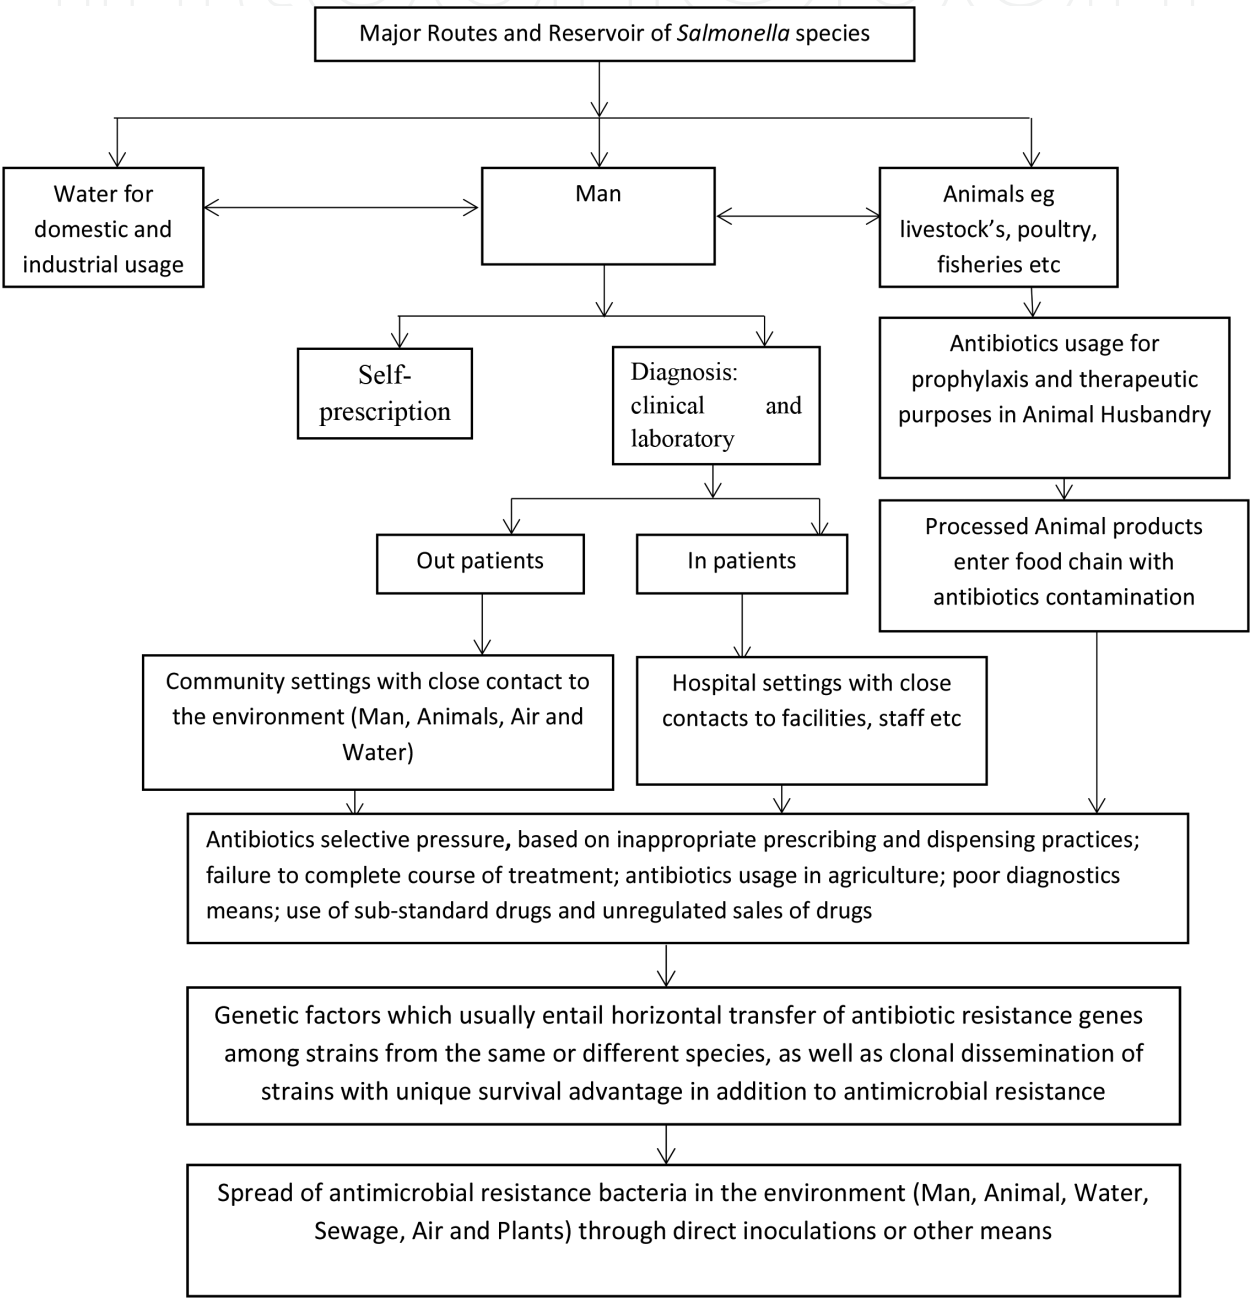 Major Routes and Reservoir of Salmonella species
Water for
domestic and
industrial usage
Man
Animals eg
livestock’s, poultry,
fisheries etc
Self-
prescription
Diagnosis:
clinical and
laboratory
Antibiotics usage for
prophylaxis and therapeutic
purposes in Animal Husbandry
Out patients
In patients
Processed Animal products
enter food chain with
antibiotics contamination
Community settings with close contact to
the environment (Man, Animals, Air and
Water)
Hospital settings with close
contacts to facilities, staff etc
Antibiotics selective pressure, based on inappropriate prescribing and dispensing practices;
failure to complete course of treatment; antibiotics usage in agriculture; poor diagnostics
means; use of sub-standard drugs and unregulated sales of drugs
Genetic factors which usually entail horizontal transfer of antibiotic resistance genes
among strains from the same or different species, as well as clonal dissemination of
strains with unique survival advantage in addition to antimicrobial resistance
Spread of antimicrobial resistance bacteria in the environment (Man, Animal, Water,
Sewage, Air and Plants) through direct inoculations or other means